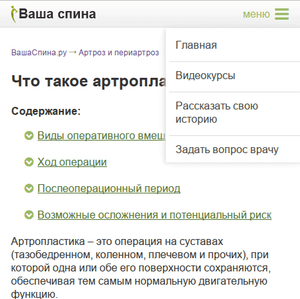 Ваша спина
меню
ВашаСпина.ру → Артроз и периартроз
Главная
Видеокурсы
Рассказать свою
историю
Задать вопрос врачу
Что такое
Содержание:
Виды оперативного
Ход операции
Послеоперационный период
Возможные осложнения и потенциальный риск
Артропластика – это операция на суставах
(тазобедренном, коленном, плечевом и прочих), при
которой одна или обе его поверхности сохраняются,
обеспечивая тем самым нормальную двигательную
функцию.